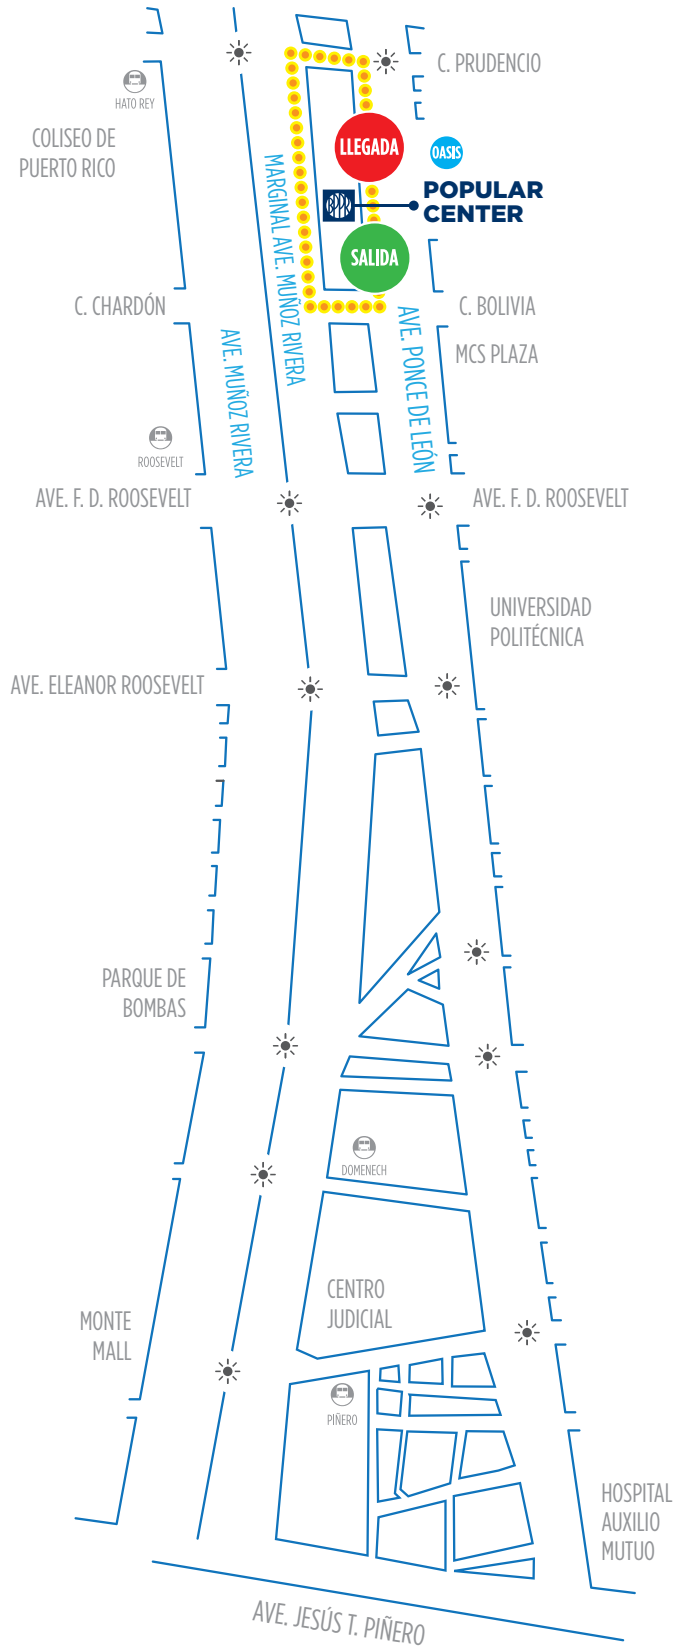 C. PRUDENCIO
HATO REY
COLISEO DE
PUERTO RICO
LLEGADA
OASIS
POPULAR
CENTER
SALIDA
MARGINAL AVE. MUÑOZ RIVERA
C. CHARDÓN
C. BOLIVIA
MCS PLAZA
AVE. MUÑOZ RIVERA
AVE. PONCE DE LEÓN
ROOSEVELT
AVE. F. D. ROOSEVELT
AVE. F. D. ROOSEVELT
UNIVERSIDAD
POLITÉCNICA
AVE. ELEANOR ROOSEVELT
PARQUE DE
BOMBAS
DOMENECH
CENTRO
JUDICIAL
MONTE
MALL
PIÑERO
HOSPITAL
AUXILIO
MUTUO
AVE. JESÚS T. PIÑERO